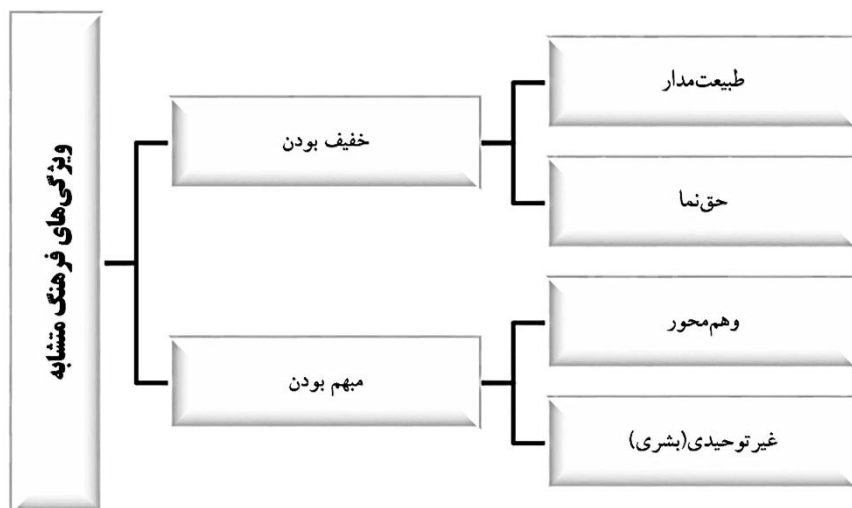 ویژگی‌های فرهنگ متشابه
خفیف بودن
طبیعت‌مدار
حق‌نما
مبهم بودن
وهم‌محور
غیرتوحیدی(بشری)